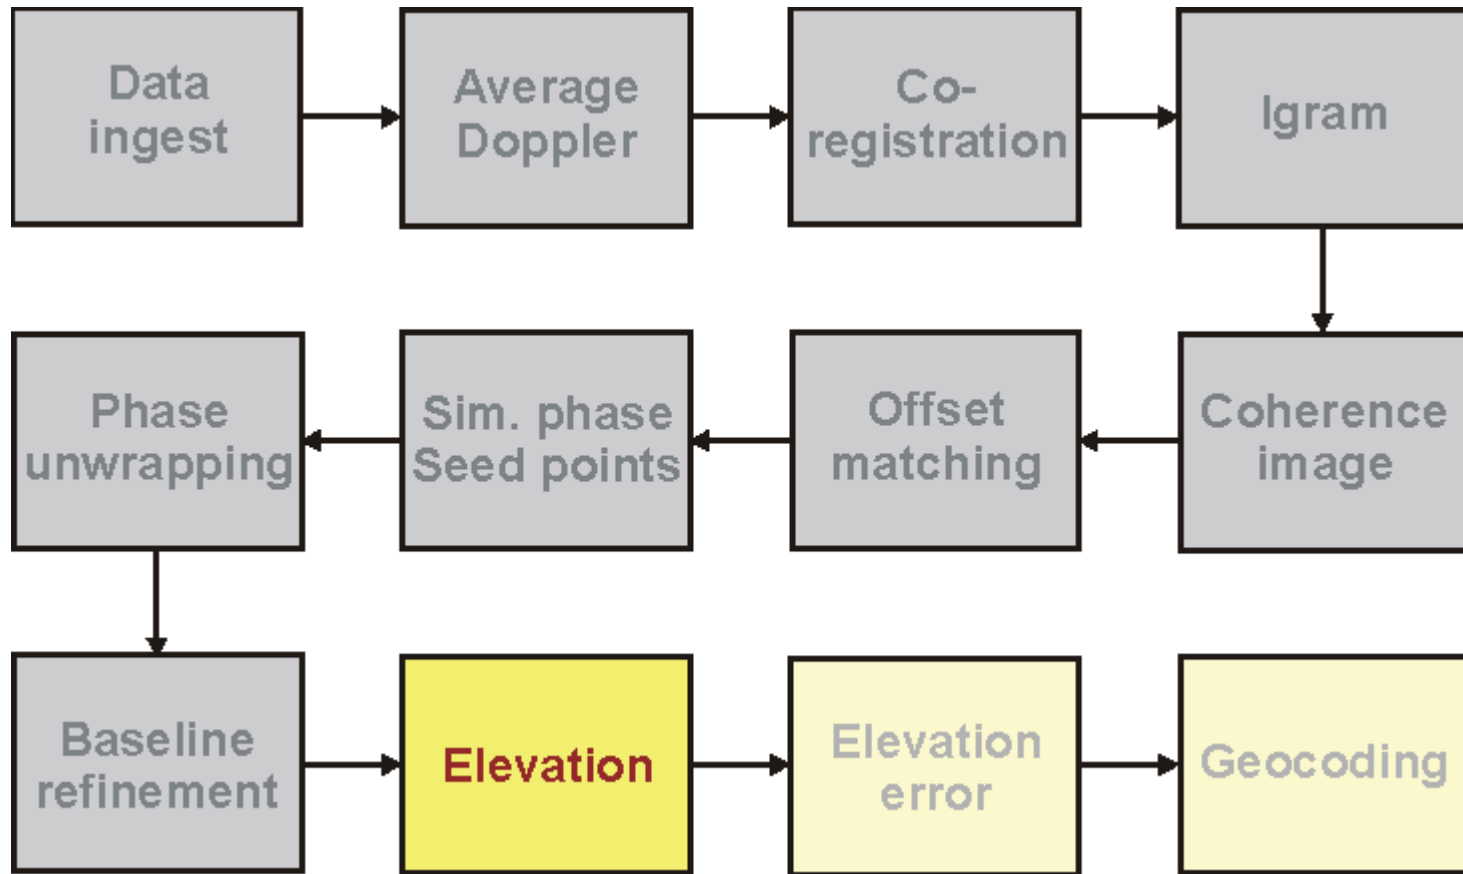 Data
ingest
Average
Doppler
Co-
registration
Igram
Phase
unwrapping
Sim. phase
Seed points
Offset
matching
Coherence
image
Baseline
refinement
Elevation
Elevation
error
Geocoding